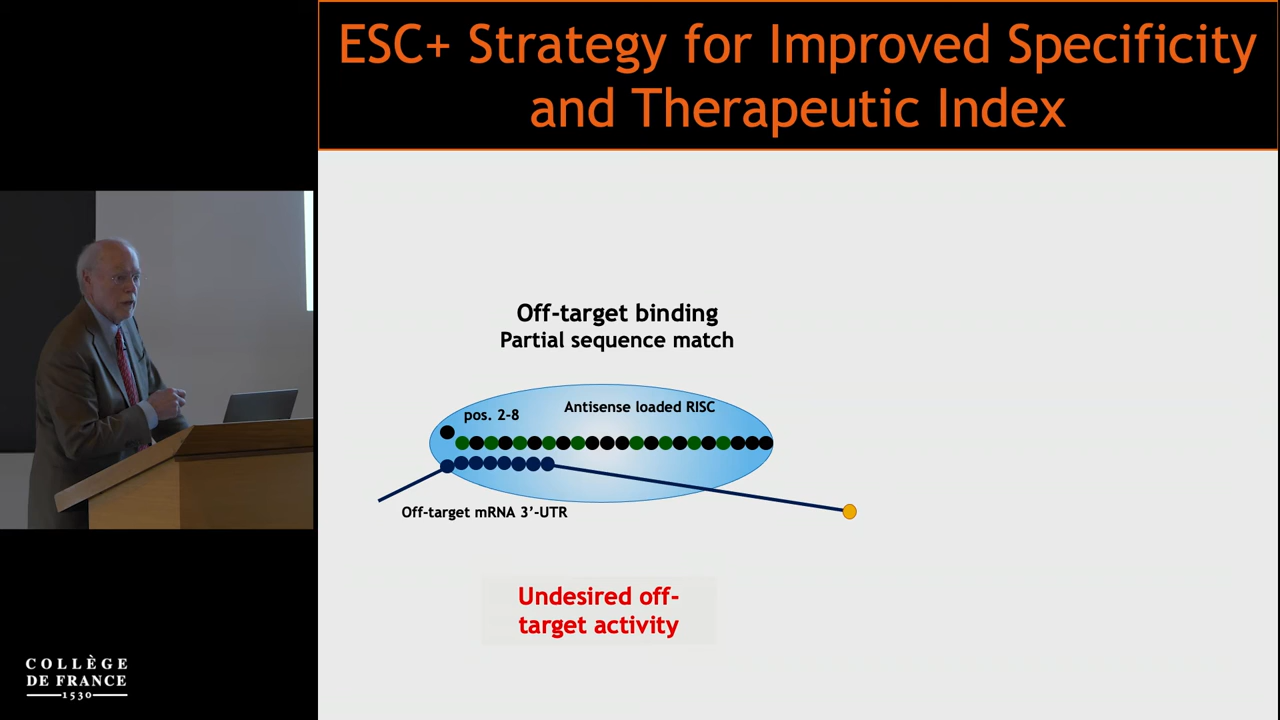 ESC+ Strategy for Improved Specificity
and Therapeutic Index
Off-target binding
Partial sequence match
pos. 2-8
Antisense loaded RISC
Off-target mRNA 3’-UTR
Undesired off-
target activity
COLLÈGE
DE FRANCE
1530